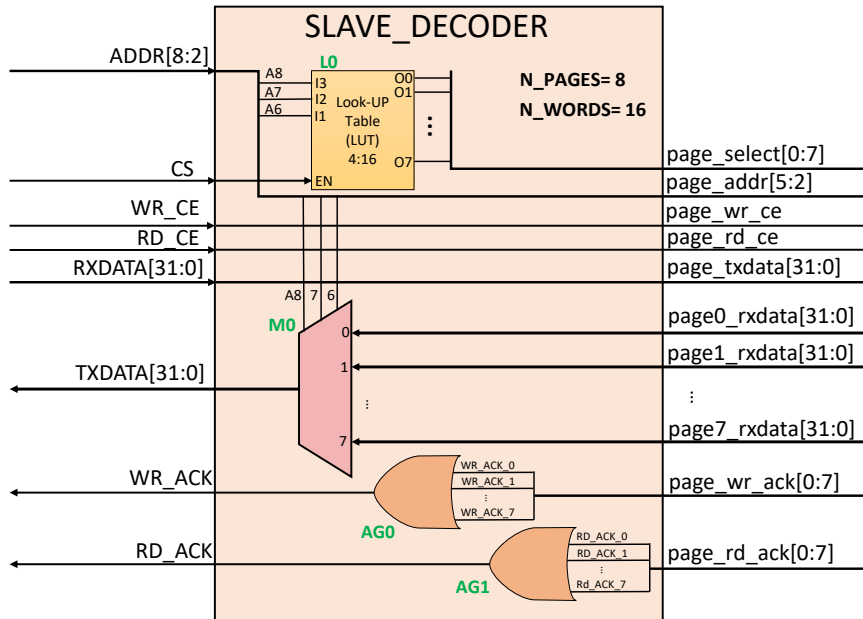 SLAVE_DECODER
ADDR[8:2]
L0
A8
A7
A6
I3
I2
I1
Look-UP
Table
(LUT)
4:16
O0
O1
⋮
O7
EN
N_PAGES= 8
N_WORDS= 16
CS
WR_CE
RD_CE
RXDATA[31:0]
page_select[0:7]
page_addr[5:2]
page_wr_ce
page_rd_ce
page_txdata[31:0]
A8 7 6
M0
0
1
...
7
page0_rxdata[31:0]
page1_rxdata[31:0]
...
page7_rxdata[31:0]
TXDATA[31:0]
WR_ACK
WR_ACK_0
WR_ACK_1
...
WR_ACK_7
AG0
page_wr_ack[0:7]
RD_ACK
RD_ACK_0
RD_ACK_1
...
Rd_ACK_7
AG1
page_rd_ack[0:7]